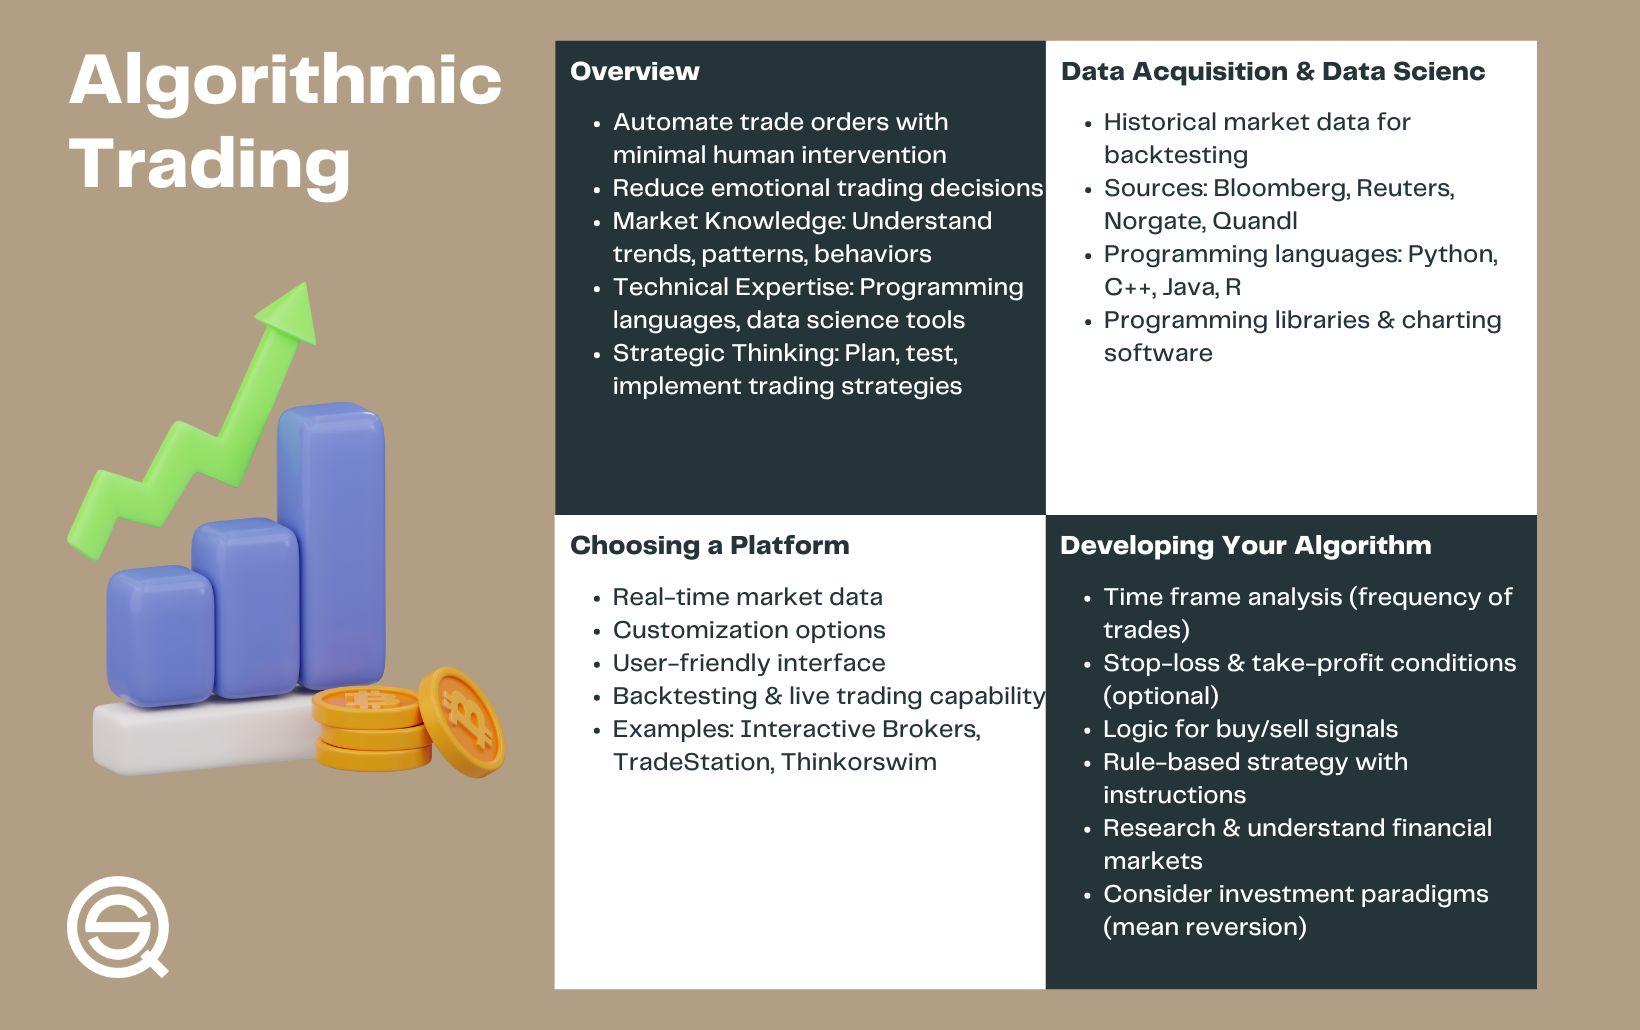 Algorithmic
Trading
Overview
• Automate trade orders with
minimal human intervention
• Reduce emotional trading decisions
• Market Knowledge: Understand
trends, patterns, behaviors
• Technical Expertise: Programming
languages, data science tools
• Strategic Thinking: Plan, test,
implement trading strategies
Data Acquisition & Data Scienc
• Historical market data for
backtesting
• Sources: Bloomberg, Reuters,
Norgate, Quandl
• Programming languages: Python,
C++, Java, R
• Programming libraries & charting
software
Choosing a Platform
• Real-time market data
• Customization options
• User-friendly interface
• Backtesting & live trading capability
• Examples: Interactive Brokers,
TradeStation, Thinkorswim
Developing Your Algorithm
• Time frame analysis (frequency of
trades)
• Stop-loss & take-profit conditions
(optional)
• Logic for buy/sell signals
• Rule-based strategy with
instructions
• Research & understand financial
markets
• Consider investment paradigms
(mean reversion)